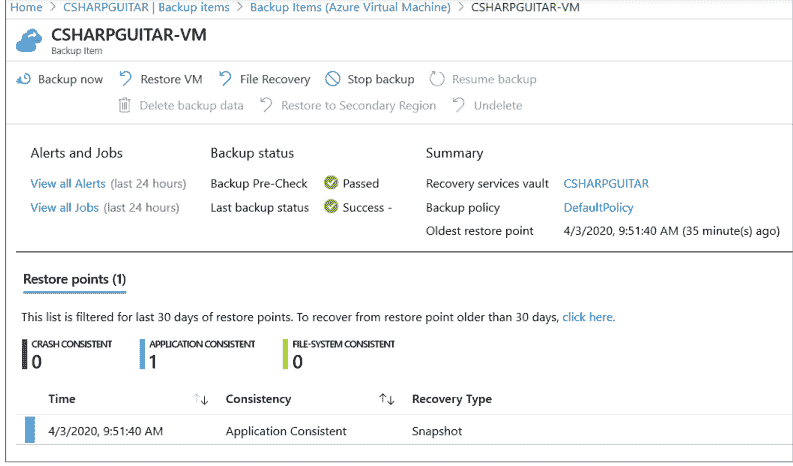 Home > CSHARPGUITAR | Backup items > Backup Items (Azure Virtual Machine) > CSHARPGUITAR-VM
CSHARPGUITAR-VM
Backup Item
Backup now Restore VM File Recovery Stop backup Resume backup
Delete backup data Restore to Secondary Region Undelete
Alerts and Jobs Backup status Summary
View all Alerts (last 24 hours) Backup Pre-Check Passed Recovery services vault CSHARPGUITAR
View all Jobs (last 24 hours) Last backup status Success - Backup policy DefaultPolicy
Oldest restore point 4/3/2020, 9:51:40 AM (35 minute(s) ago)
Restore points (1)
This list is filtered for last 30 days of restore points. To recover from restore point older than 30 days, click here.
CRASH CONSISTENT APPLICATION CONSISTENT FILE-SYSTEM CONSISTENT
0 1 0
Time Consistency Recovery Type
4/3/2020, 9:51:40 AM Application Consistent Snapshot